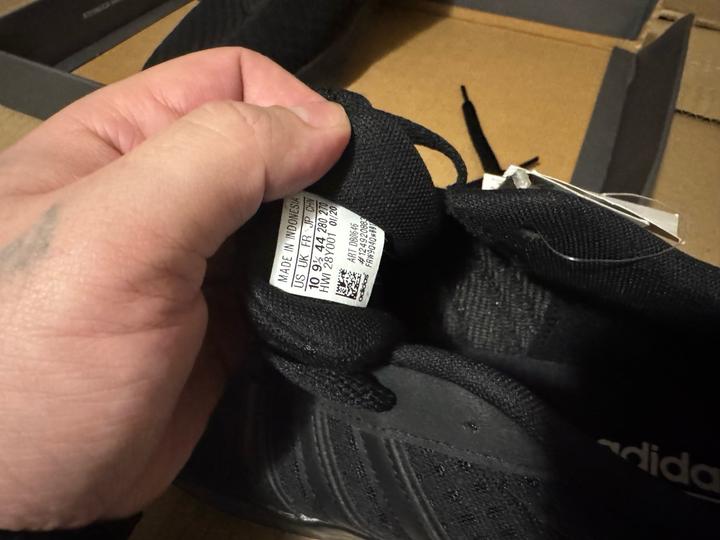 MADE IN INDONESIA
US UK FR JP CHN
10 9½ 44 280 270
HWI 28Y001 01/20
ART DB0646
adidas
adidas